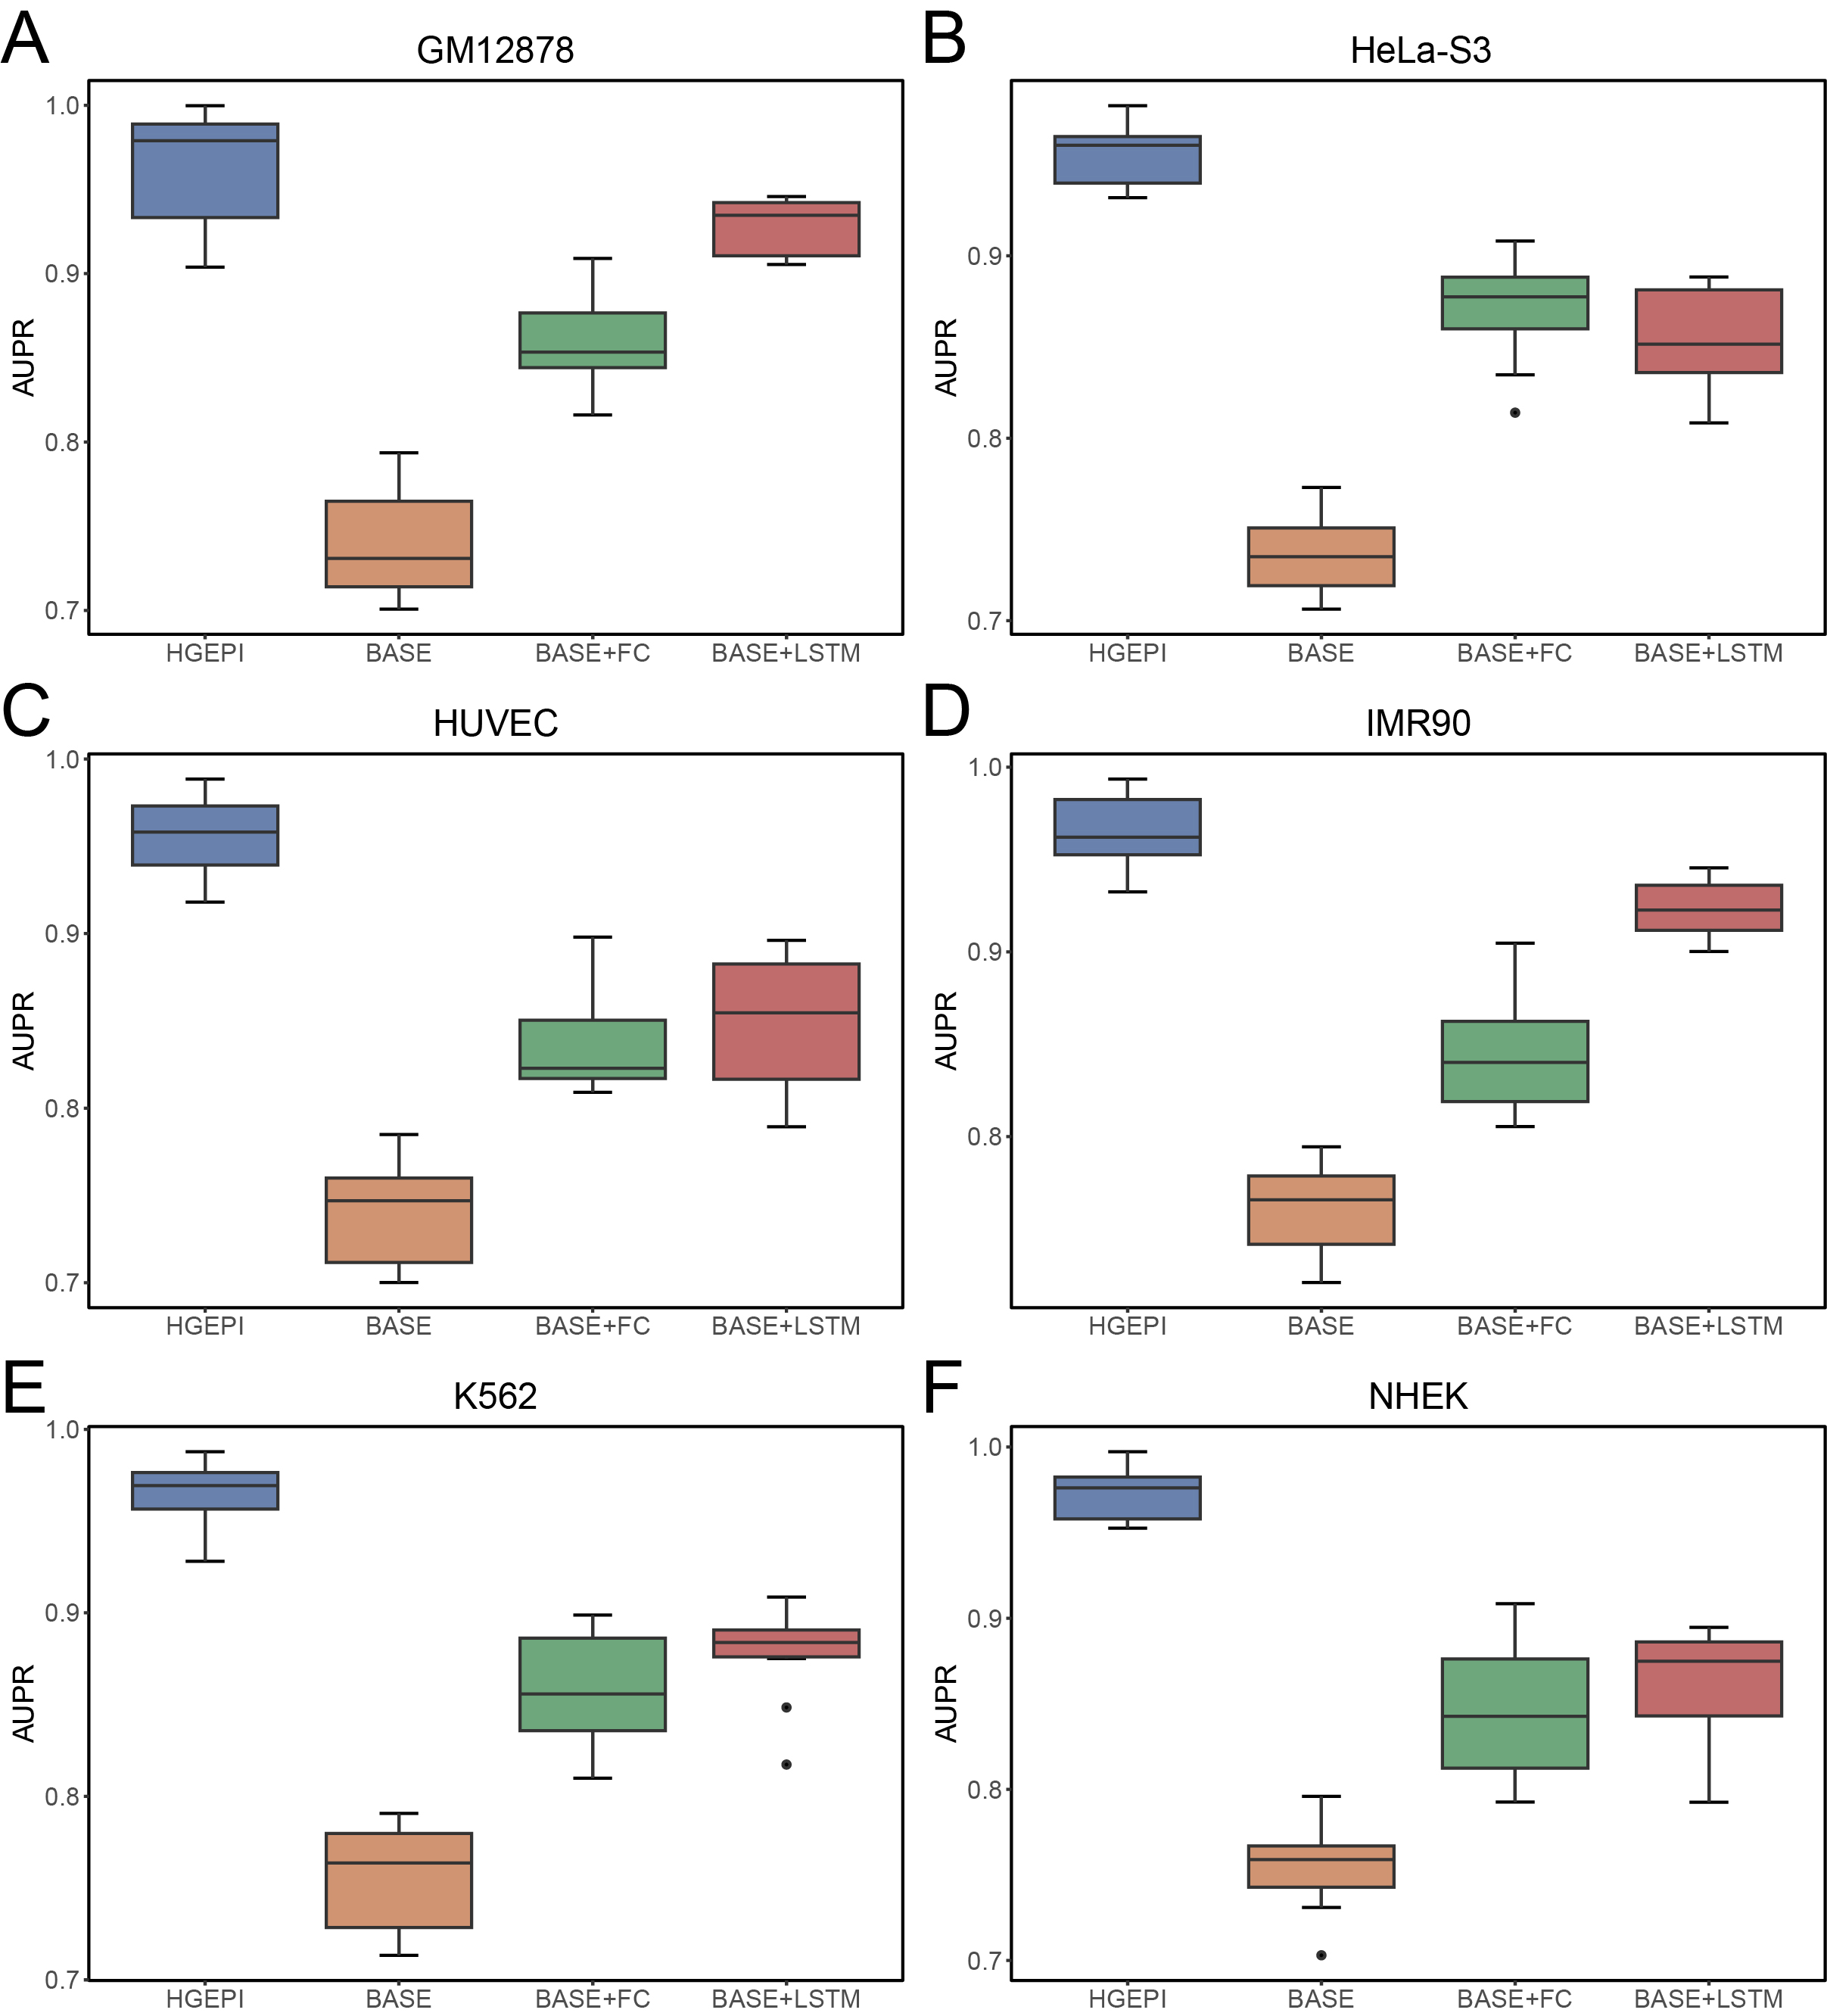 A
GM12878
1.0
0.9
0.8
0.7
AUPR
HGEPI BASE BASE+FC BASE+LSTM
B
HeLa-S3
0.9
0.8
0.7
AUPR
HGEPI BASE BASE+FC BASE+LSTM
C
HUVEC
1.0
0.9
0.8
0.7
AUPR
HGEPI BASE BASE+FC BASE+LSTM
D
IMR90
1.0
0.9
0.8
AUPR
HGEPI BASE BASE+FC BASE+LSTM
E
K562
1.0
0.9
0.8
0.7
AUPR
HGEPI BASE BASE+FC BASE+LSTM
F
NHEK
1.0
0.9
0.8
0.7
AUPR
HGEPI BASE BASE+FC BASE+LSTM